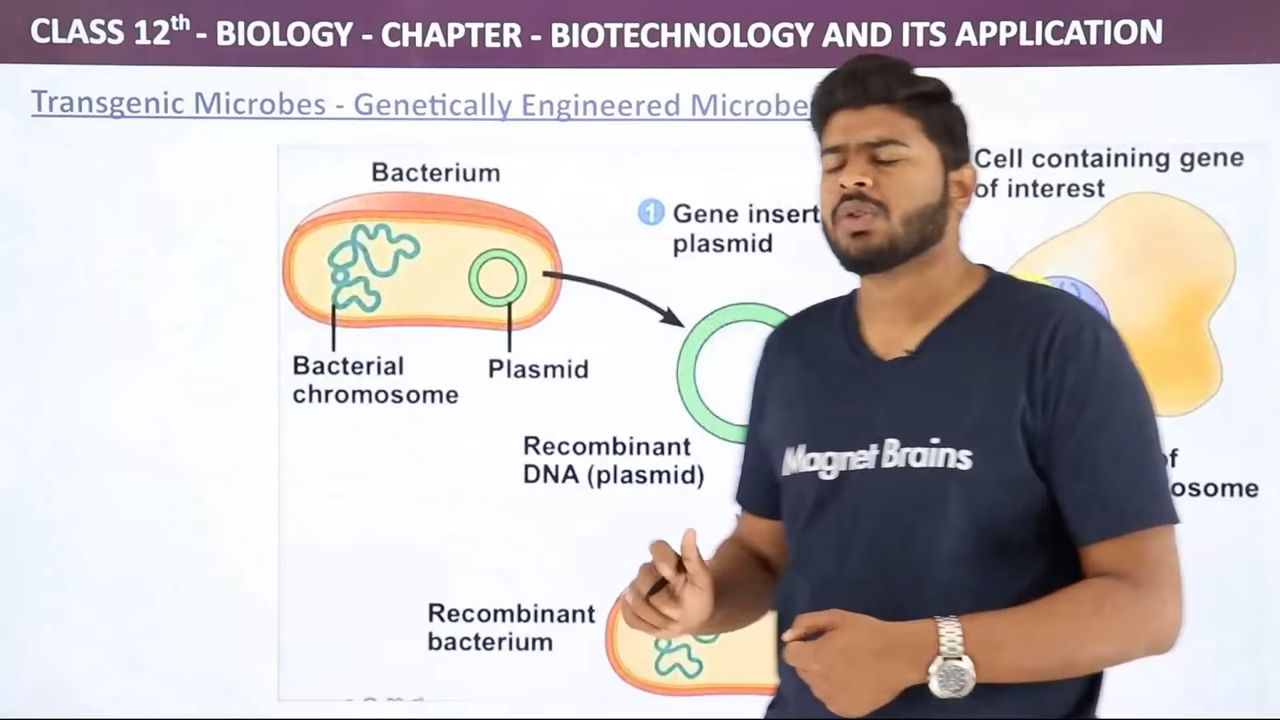 CLASS 12th - BIOLOGY - CHAPTER - BIOTECHNOLOGY AND ITS APPLICATION
Transgenic Microbes - Genetically Engineered Microbe
Bacterium
Cell containing gene
of interest
1 Gene insert
plasmid
Bacterial
chromosome
Plasmid
Recombinant
DNA (plasmid)
Magnet Brains
of
osome
Recombinant
bacterium